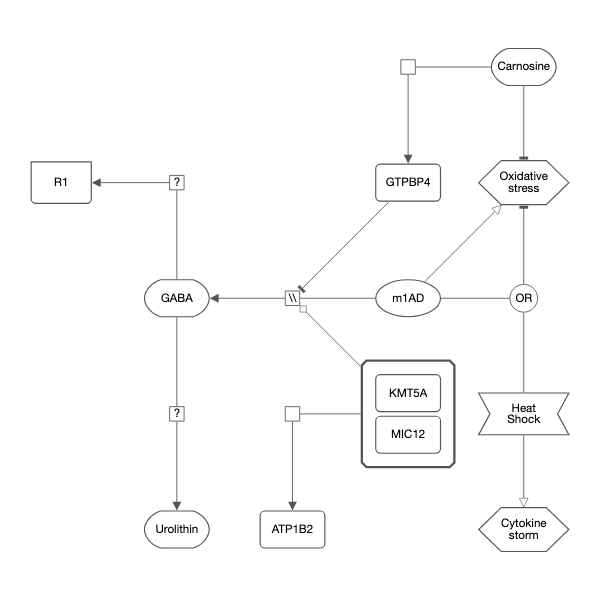 Carnosine
R1
?
GTPBP4
Oxidative
stress
GABA
\\
m1AD
OR
KMT5A
MIC12
?
Heat
Shock
Urolithin
ATP1B2
Cytokine
storm